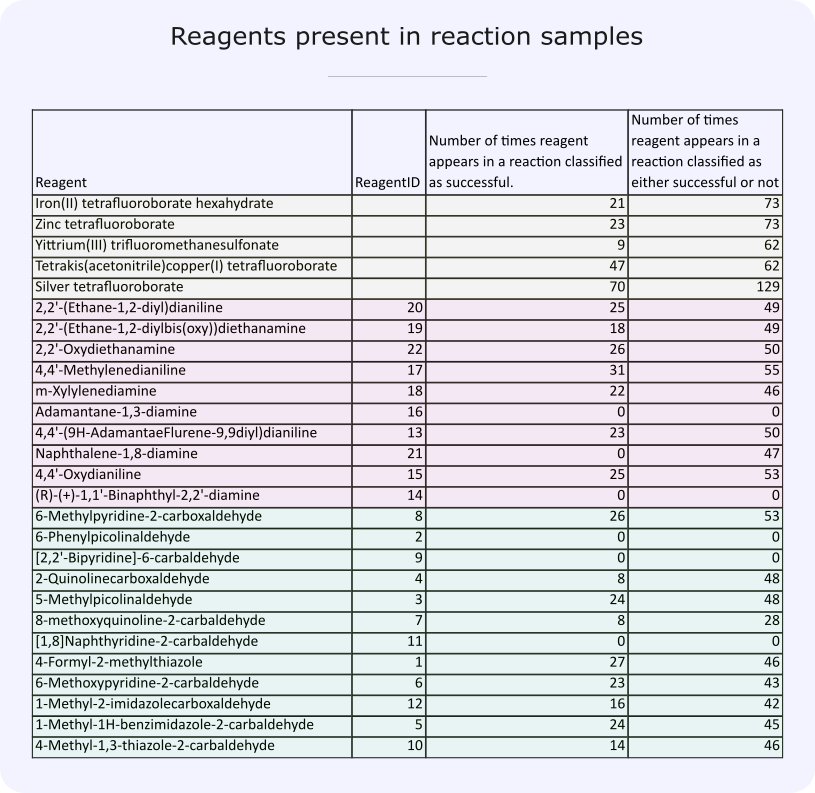 Reagents present in reaction samples
Reagent ReagentID Number of times reagent appears in a reaction classified as successful. Number of times reagent appears in a reaction classified as either successful or not
Iron(II) tetrafluoroborate hexahydrate 21 73
Zinc tetrafluoroborate 23 73
Yittrium(III) trifluoromethanesulfonate 9 62
Tetrakis(acetonitrile)copper(I) tetrafluoroborate 47 62
Silver tetrafluoroborate 70 129
2,2'-(Ethane-1,2-diyl)dianiline 20 25 49
2,2'-(Ethane-1,2-diylbis(oxy))diethanamine 19 18 49
2,2'-Oxydiethanamine 22 26 50
4,4'-Methylenedianiline 17 31 55
m-Xylylenediamine 18 22 46
Adamantane-1,3-diamine 16 0 0
4,4'-(9H-AdamantaeFlurene-9,9diyl)dianiline 13 23 50
Naphthalene-1,8-diamine 21 0 47
4,4'-Oxydianiline 15 25 53
(R)-(+)-1,1'-Binaphthyl-2,2'-diamine 14 0 0
6-Methylpyridine-2-carboxaldehyde 8 26 53
6-Phenylpicolinaldehyde 2 0 0
[2,2'-Bipyridine]-6-carbaldehyde 9 0 0
2-Quinolinecarboxaldehyde 4 8 48
5-Methylpicolinaldehyde 3 24 48
8-methoxyquinoline-2-carbaldehyde 7 8 28
[1,8]Naphthyridine-2-carbaldehyde 11 0 0
4-Formyl-2-methylthiazole 1 27 46
6-Methoxypyridine-2-carbaldehyde 6 23 43
1-Methyl-2-imidazolecarboxaldehyde 12 16 42
1-Methyl-1H-benzimidazole-2-carbaldehyde 5 24 45
4-Methyl-1,3-thiazole-2-carbaldehyde 10 14 46